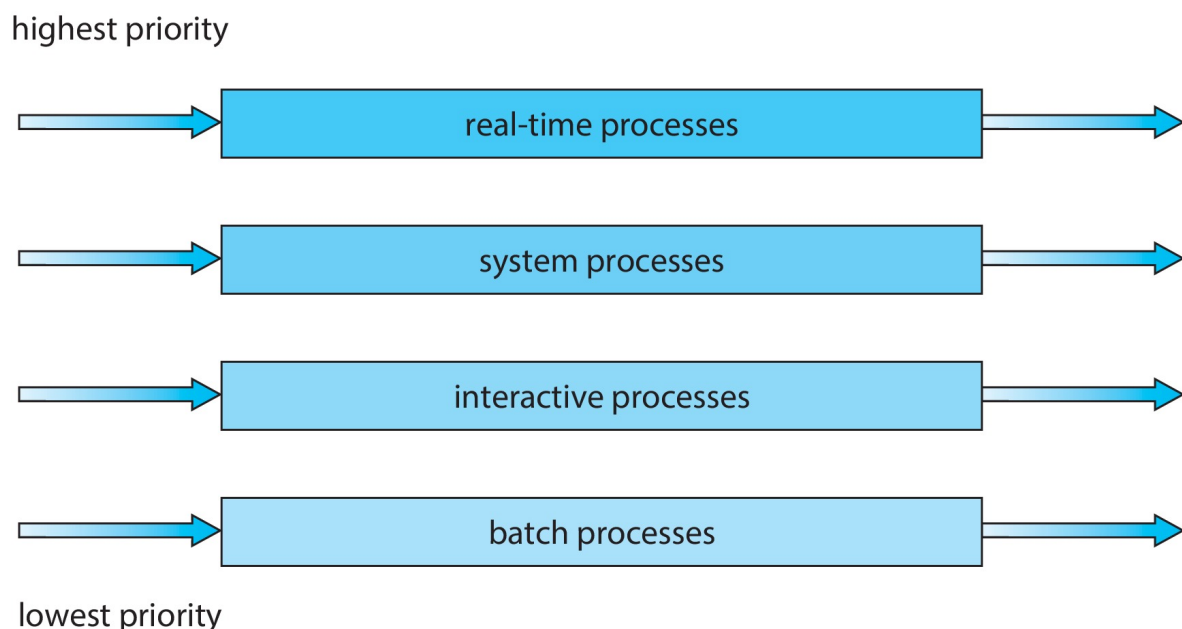 highest priority
real-time processes
system processes
interactive processes
batch processes
lowest priority